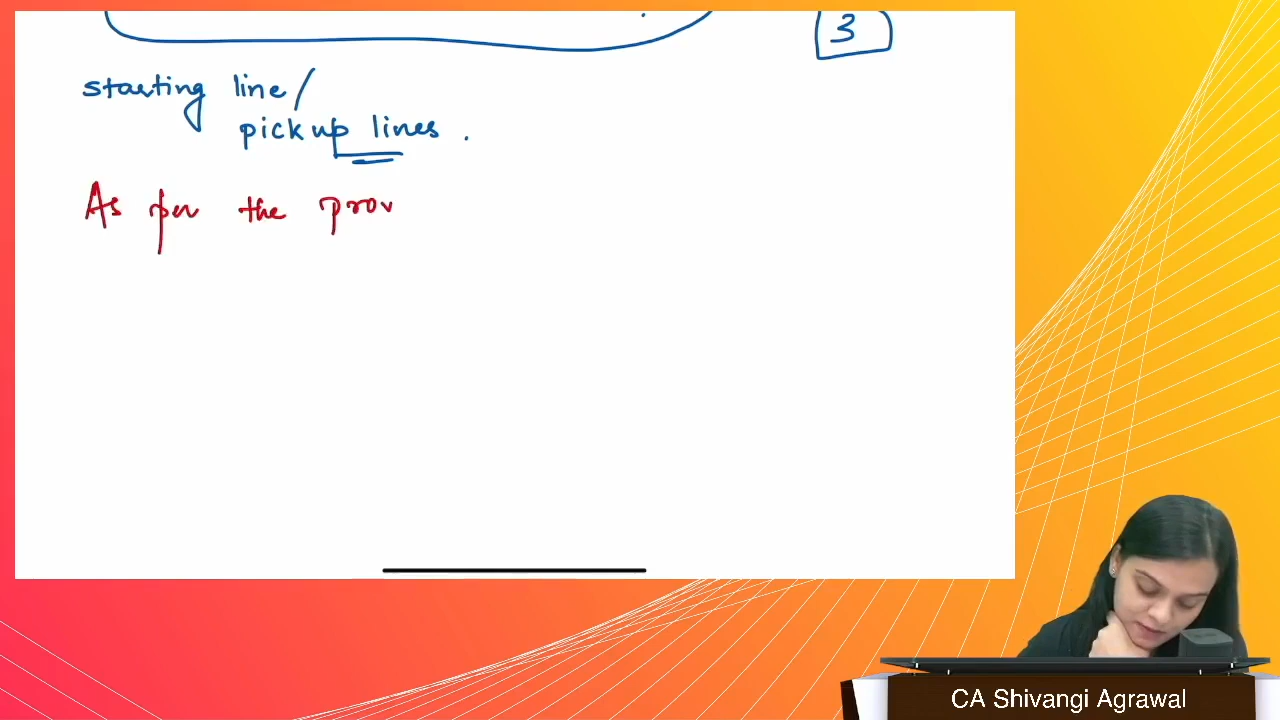 3
starting line/
pickup lines.
As per the prov
CA Shivangi Agrawal